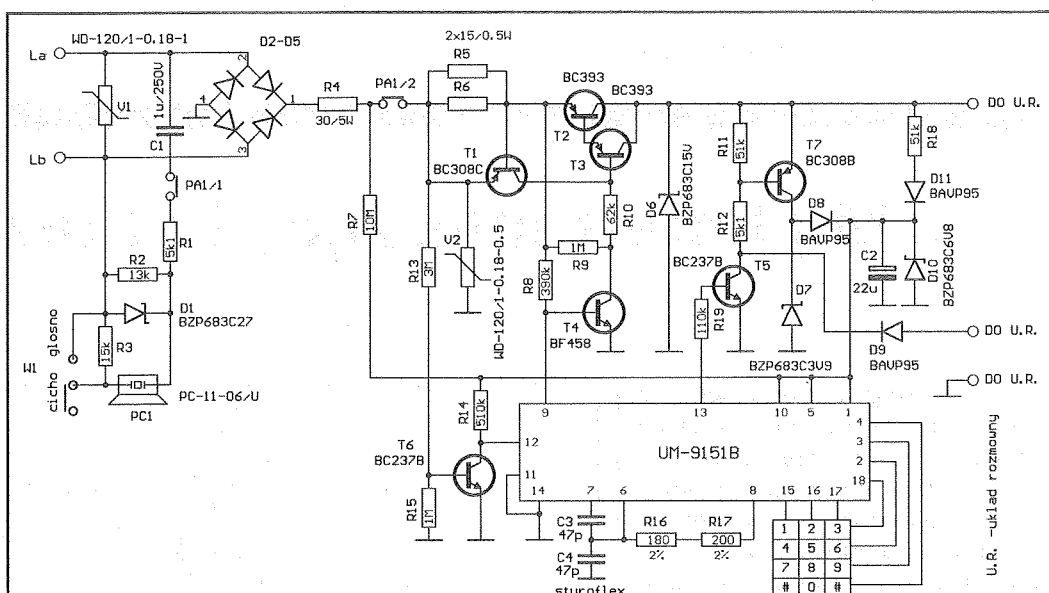 WD-120/1-0.18-1
D2-D5
2x15/0.5W
La
Lb
V1
1u/250V
C1
2
4
1
3
R4
30/5W
PA1/2
R5
R6
BC393
BC393
T2
T3
T1
BC308C
DO U.R.
R11
51k
T7
BC308B
51k
R18
D11
BAVP95
PA1/1
R1
5k1
R2
13k
D1
BZP683C27
R3
15k
W1
cicho glosno
PC1
PC-11-06/U
R7
10M
R13
3M
V2
WD-120/1-0.18-0.5
R8
390k
1M
R9
62k
R10
T4
BF458
D6
BZP683C15V
R12
5k1
BC237B
T5
R19
110k
D8
BAVP95
D7
BZP683C3V9
C2
22u
D10
BZP683C6V8
D9
BAVP95
DO U.R.
DO U.R.
R14
510k
T6
BC237B
R15
1M
9
13
10
5
1
12
11
14
7
6
8
15
16
17
4
3
2
18
UM-9151B
C3
47p
C4
47p
styroflex
R16
180
2%
R17
200
2%
1 2 3
4 5 6
7 8 9
# 0 #
U.R. -uklad rozmowny